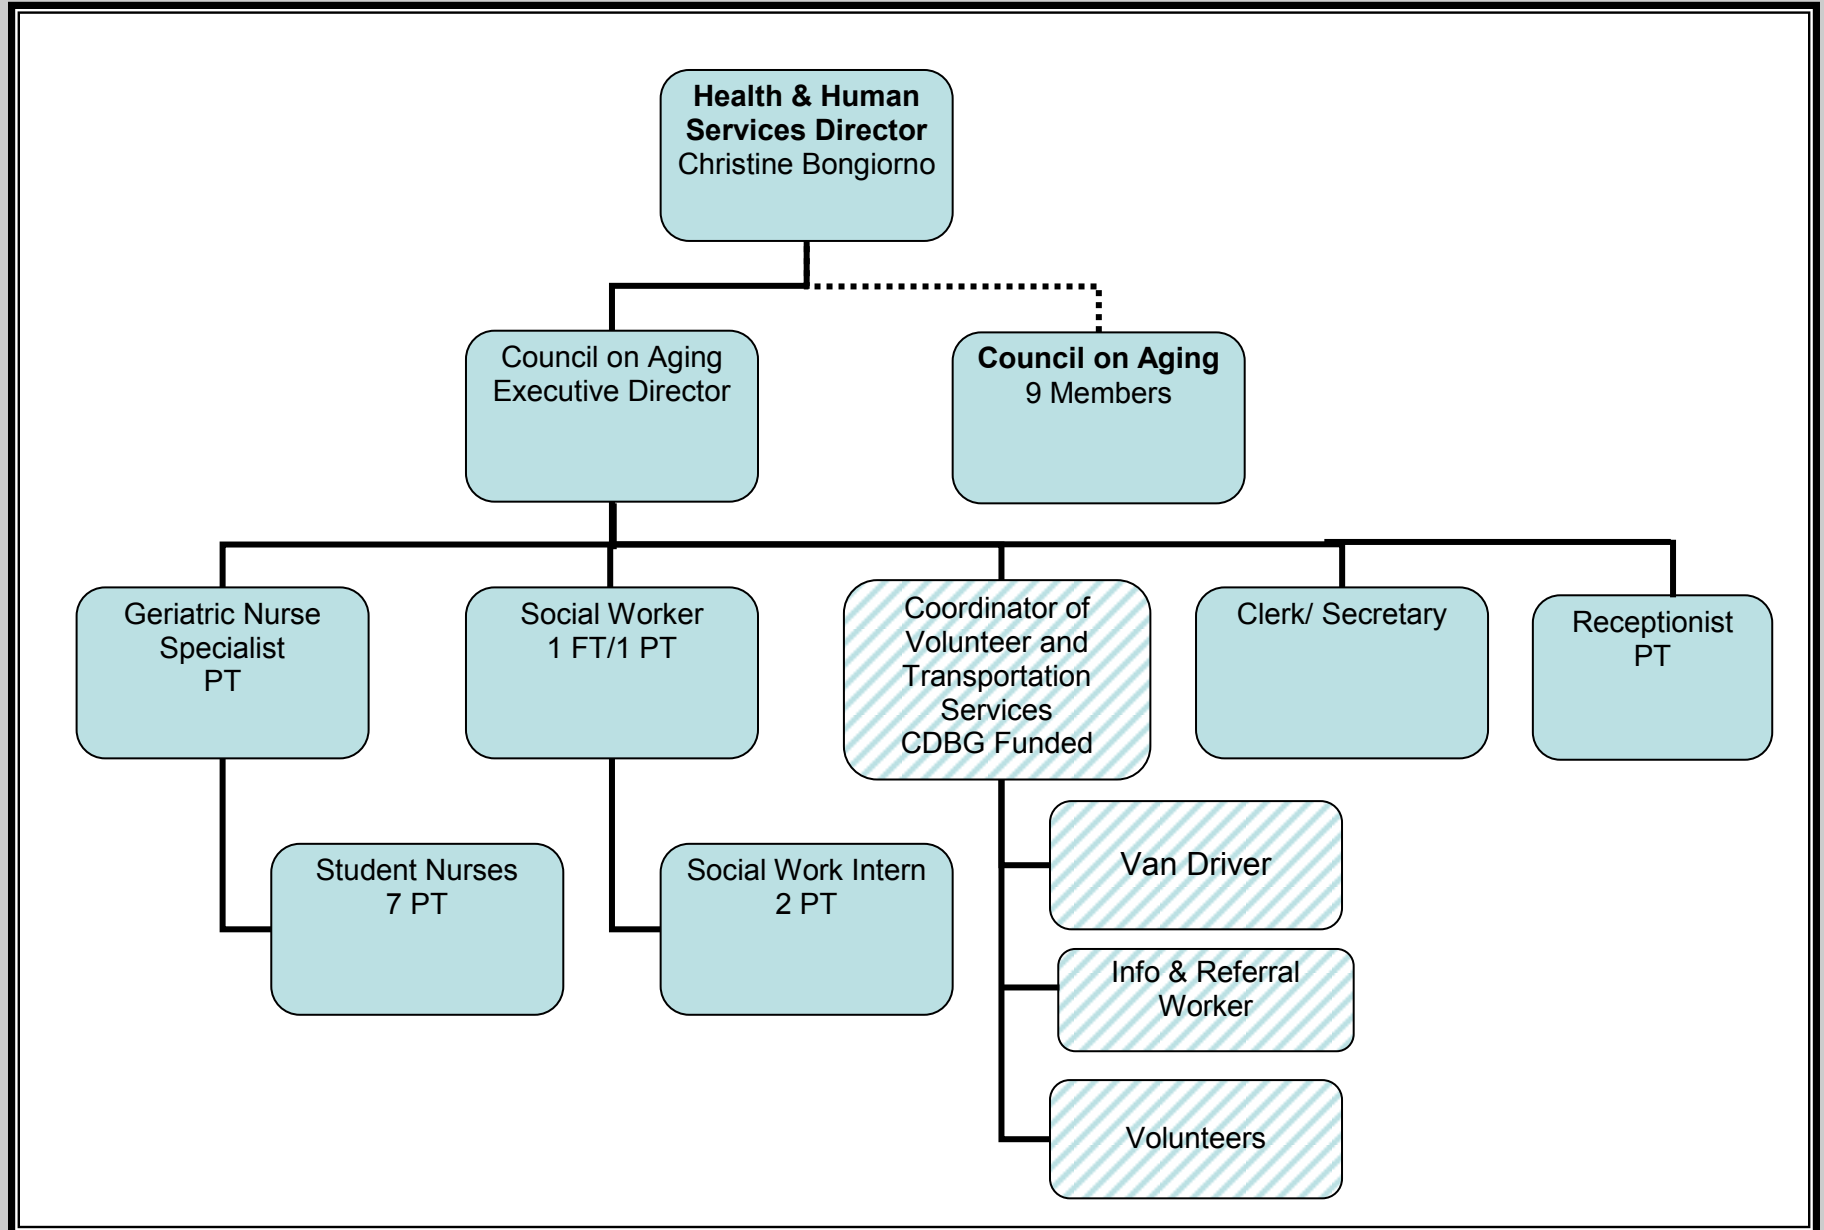 Health & Human
Services Director
Christine Bongiorno
Council on Aging
Executive Director
Council on Aging
9 Members
Geriatric Nurse
Specialist
PT
Social Worker
1 FT/1 PT
Coordinator of
Volunteer and
Transportation
Services
CDBG Funded
Clerk/ Secretary
Receptionist
PT
Student Nurses
7 PT
Social Work Intern
2 PT
Van Driver
Info & Referral
Worker
Volunteers